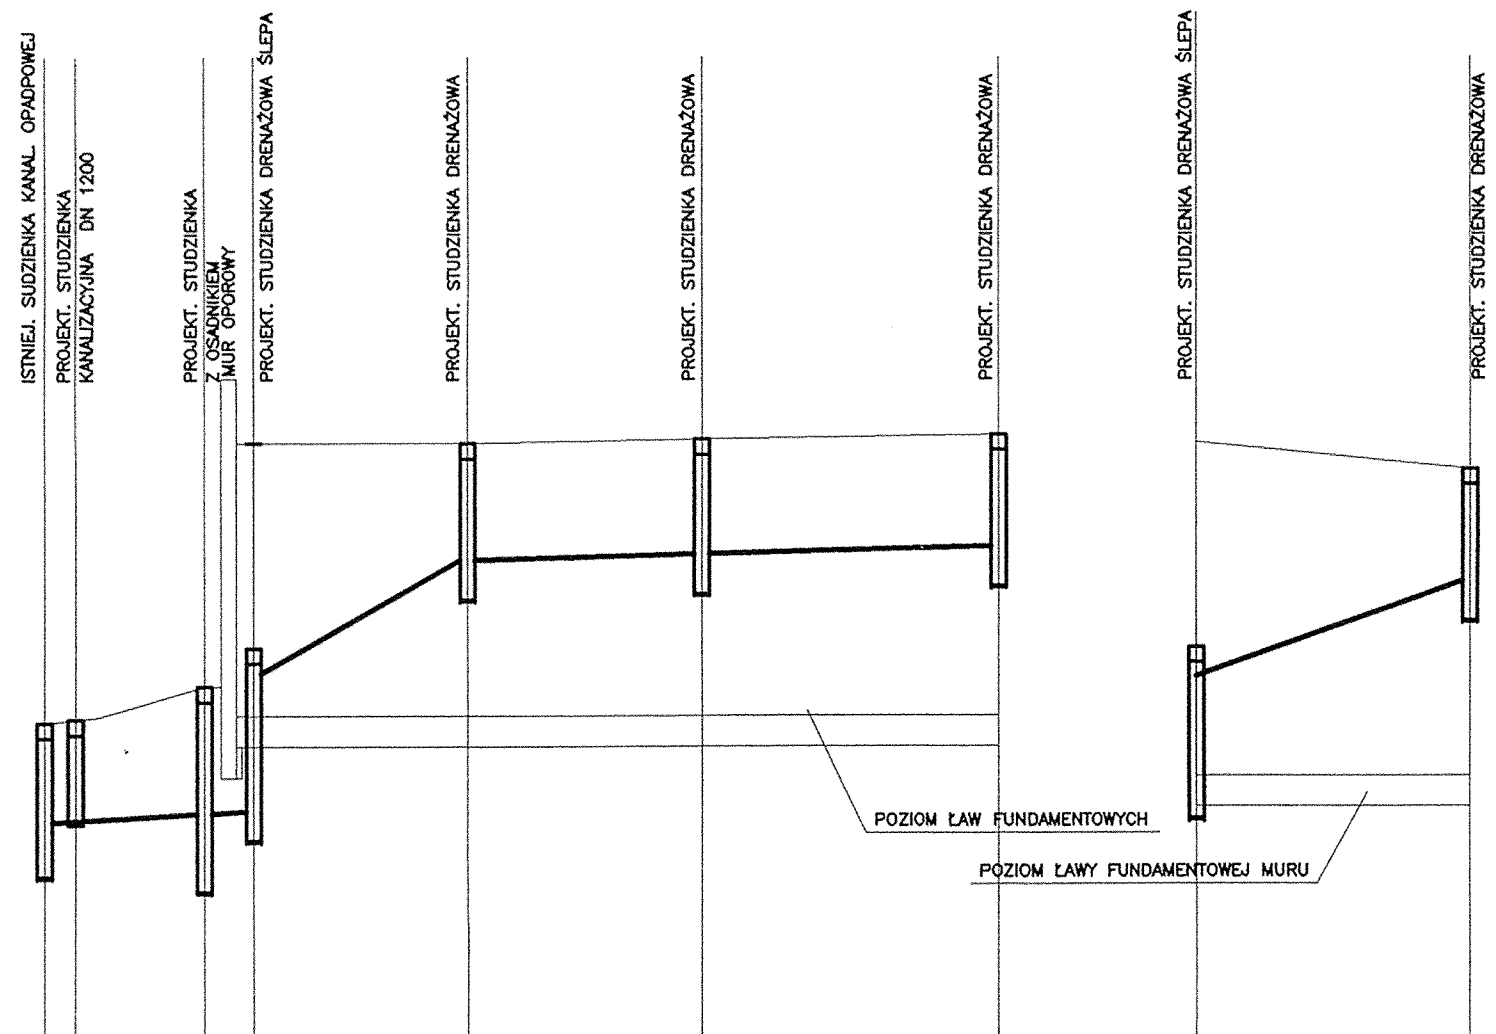 ISTNIEJ. SUDZIENKA KANAL. OPADPOWEJ
PROJEKT. STUDZIENKA
KANALIZACYJNA DN 1200
PROJEKT. STUDZIENKA
Z OSADNIKIEM
MUR OPOROWY
PROJEKT. STUDZIENKA DRENAŻOWA ŚLEPA
PROJEKT. STUDZIENKA DRENAŻOWA
PROJEKT. STUDZIENKA DRENAŻOWA
PROJEKT. STUDZIENKA DRENAŻOWA
PROJEKT. STUDZIENKA DRENAŻOWA ŚLEPA
PROJEKT. STUDZIENKA DRENAŻOWA
POZIOM ŁAW FUNDAMENTOWYCH
POZIOM ŁAWY FUNDAMENTOWEJ MURU